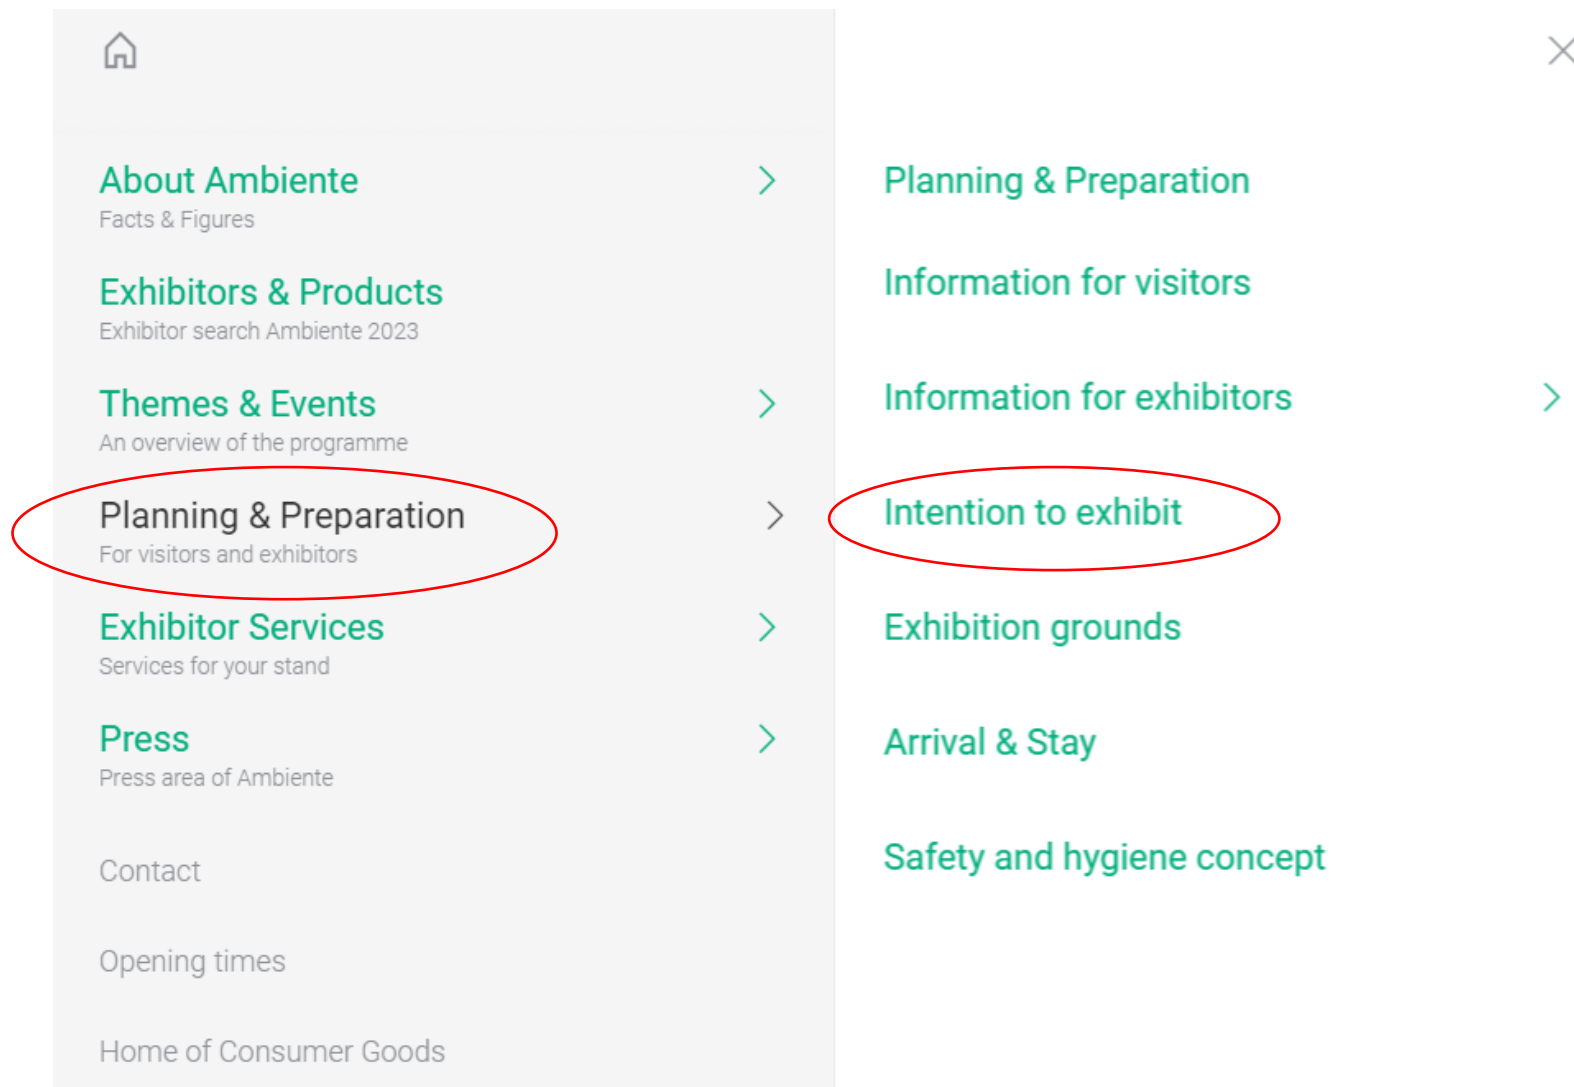 About Ambiente
Facts & Figures
Exhibitors & Products
Exhibitor search Ambiente 2023
Themes & Events
An overview of the programme
Planning & Preparation
For visitors and exhibitors
Exhibitor Services
Services for your stand
Press
Press area of Ambiente
Contact
Opening times
Home of Consumer Goods
Planning & Preparation
Information for visitors
Information for exhibitors
Intention to exhibit
Exhibition grounds
Arrival & Stay
Safety and hygiene concept